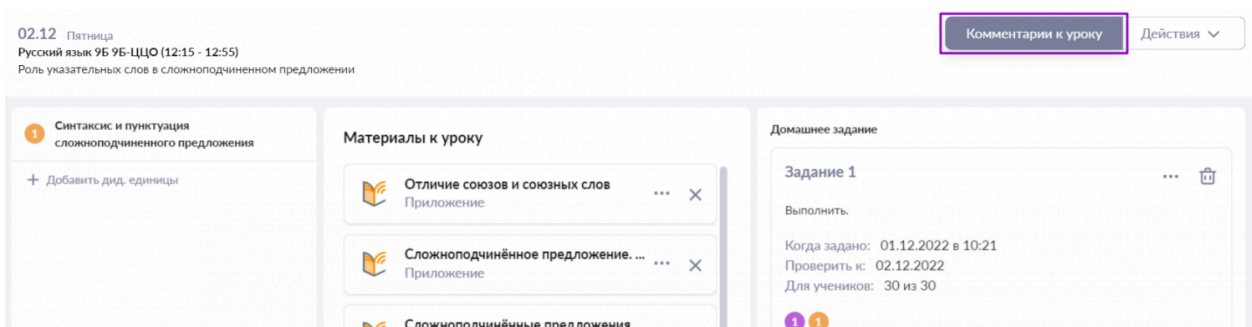 02.12 Пятница
Русский язык 9Б 9Б-ЦЦО (12:15 - 12:55)
Роль указательных слов в сложноподчиненном предложении
Комментарии к уроку
Действия
1
Синтаксис и пунктуация
сложноподчиненного предложения
+ Добавить дид. единицы
Материалы к уроку
Отличие союзов и союзных слов
Приложение
Сложноподчинённое предложение. ...
Приложение
Сложноподчинённые предложения
Домашнее задание
Задание 1
Выполнить.
Когда задано: 01.12.2022 в 10:21
Проверить к: 02.12.2022
Для учеников: 30 из 30
1 1